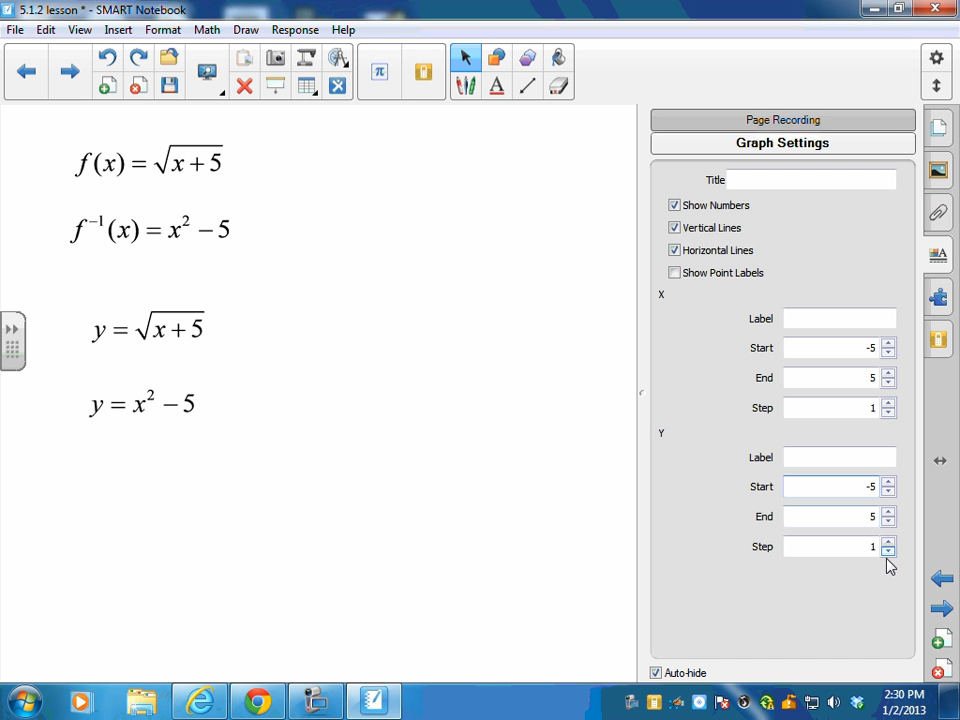 5.1.2 lesson * - SMART Notebook
File Edit View Insert Format Math Draw Response Help
π
A
Page Recording
Graph Settings
Title
Show Numbers
Vertical Lines
Horizontal Lines
Show Point Labels
X
Label
Start -5
End 5
Step 1
Y
Label
Start -5
End 5
Step 1
Auto-hide
f(x) = √(x + 5)
f⁻¹(x) = x² − 5
y = √(x + 5)
y = x² − 5
2:30 PM
1/2/2013